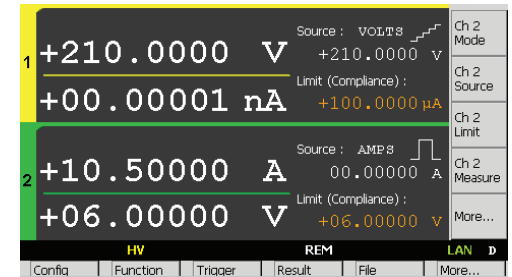 1
+210.0000 V
+00.00001 nA
Source : VOLTS
+210.0000 V
Limit (Compliance) :
+100.0000 µA
2
+10.50000 A
+06.00000 V
Source : AMPS
00.00000 A
Limit (Compliance) :
+06.00000 V
Ch 2
Mode
Ch 2
Source
Ch 2
Limit
Ch 2
Measure
More...
HV REM LAN D
Config Function Trigger Result File More...